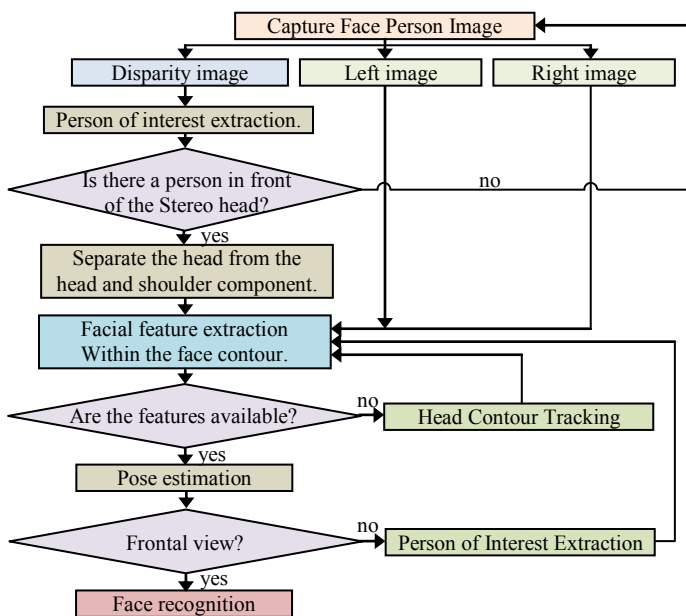 Capture Face Person Image
Disparity image
Left image
Right image
Person of interest extraction.
Is there a person in front
of the Stereo head?
no
yes
Separate the head from the
head and shoulder component.
Facial feature extraction
Within the face contour.
Are the features available?
no
Head Contour Tracking
yes
Pose estimation
Frontal view?
no
Person of Interest Extraction
yes
Face recognition